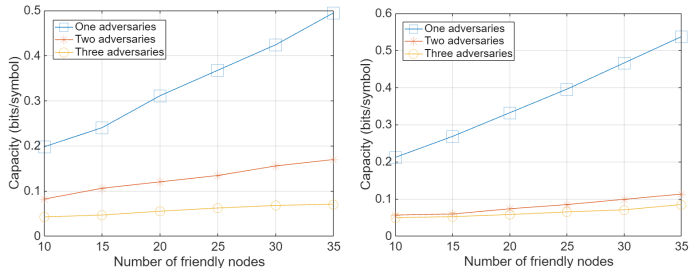 One adversaries
Two adversaries
Three adversaries
Capacity (bits/symbol)
0.5
0.4
0.3
0.2
0.1
0
10 15 20 25 30 35
Number of friendly nodes
One adversaries
Two adversaries
Three adversaries
Capacity (bits/symbol)
0.6
0.5
0.4
0.3
0.2
0.1
0
10 15 20 25 30 35
Number of friendly nodes